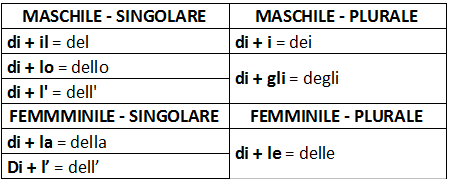 MASCHILE - SINGOLARE MASCHILE - PLURALE
di + il = del di + i = dei
di + lo = dello
di + gli = degli
di + l' = dell'
FEMMMINILE - SINGOLARE FEMMINILE - PLURALE
di + la = della
di + le = delle
Di + l’ = dell’